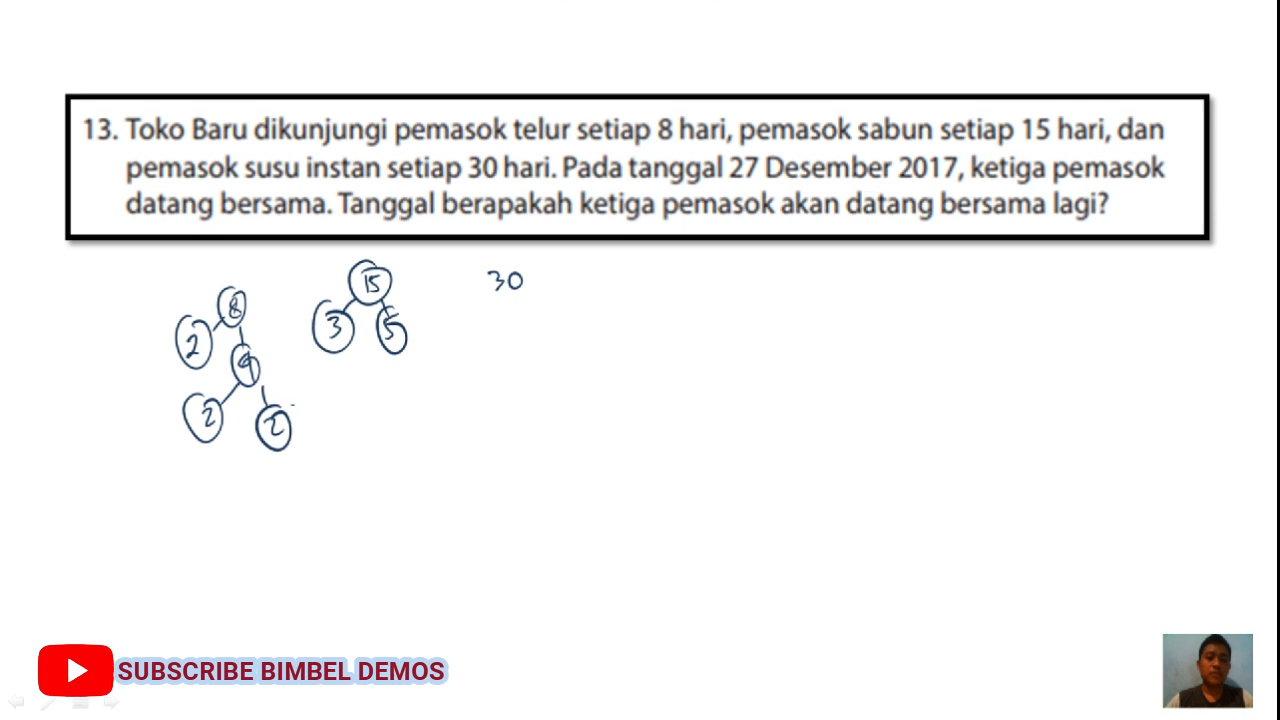 13. Toko Baru dikunjungi pemasok telur setiap 8 hari, pemasok sabun setiap 15 hari, dan
pemasok susu instan setiap 30 hari. Pada tanggal 27 Desember 2017, ketiga pemasok
datang bersama. Tanggal berapakah ketiga pemasok akan datang bersama lagi?
8
2
4
2
2
15
3
5
30
SUBSCRIBE BIMBEL DEMOS